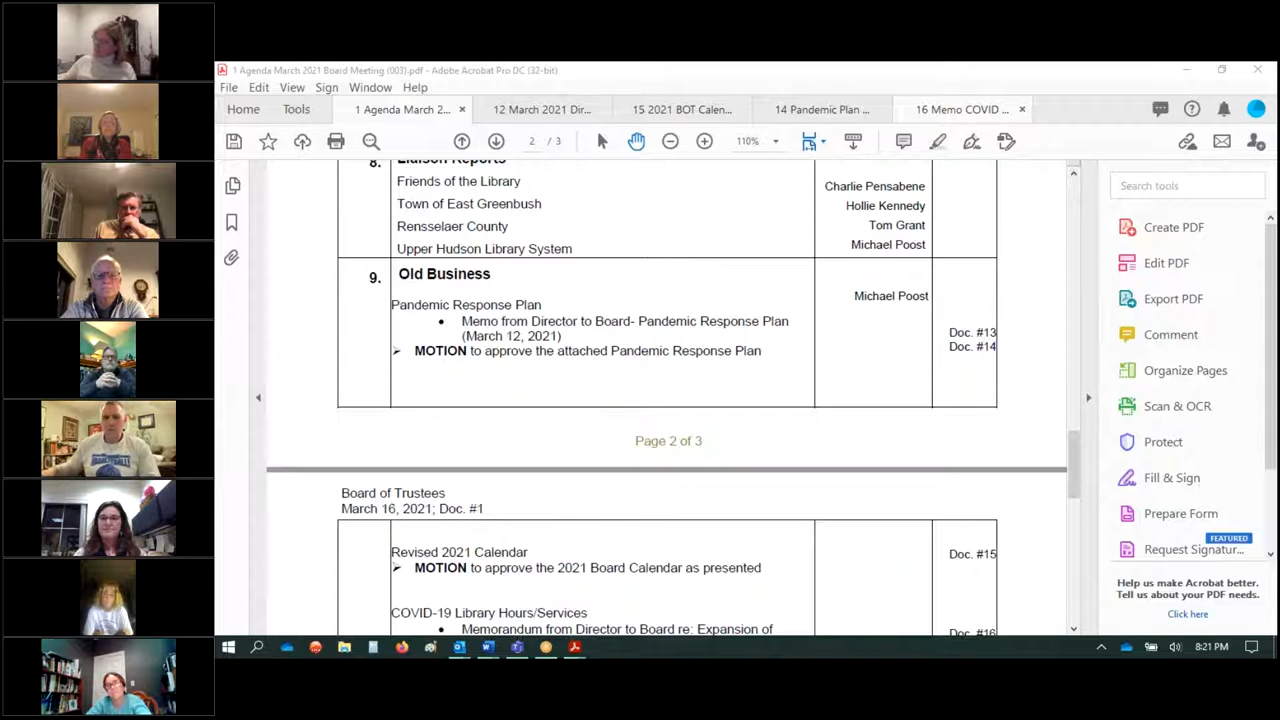 1 Agenda March 2021 Board Meeting (003).pdf - Adobe Acrobat Pro DC (32-bit)
File Edit View Sign Window Help
Home Tools 1 Agenda March 2... × 12 March 2021 Dir... 15 2021 BOT Calen... 14 Pandemic Plan ... 16 Memo COVID ... ×
2 / 3 110%
8. Liaison Reports
Friends of the Library Charlie Pensabene
Town of East Greenbush Hollie Kennedy
Rensselaer County Tom Grant
Upper Hudson Library System Michael Poost
9. Old Business
Michael Poost
Pandemic Response Plan
• Memo from Director to Board- Pandemic Response Plan Doc. #13
(March 12, 2021)
➢ MOTION to approve the attached Pandemic Response Plan Doc. #14
Page 2 of 3
Board of Trustees
March 16, 2021; Doc. #1
Revised 2021 Calendar Doc. #15
➢ MOTION to approve the 2021 Board Calendar as presented
COVID-19 Library Hours/Services
• Memorandum from Director to Board re: Expansion of Doc. #16
Search tools
Create PDF
Edit PDF
Export PDF
Comment
Organize Pages
Scan & OCR
Protect
Fill & Sign
Prepare Form
FEATURED
Request Signatur...
Help us make Acrobat better.
Tell us about your PDF needs.
Click here
8:21 PM